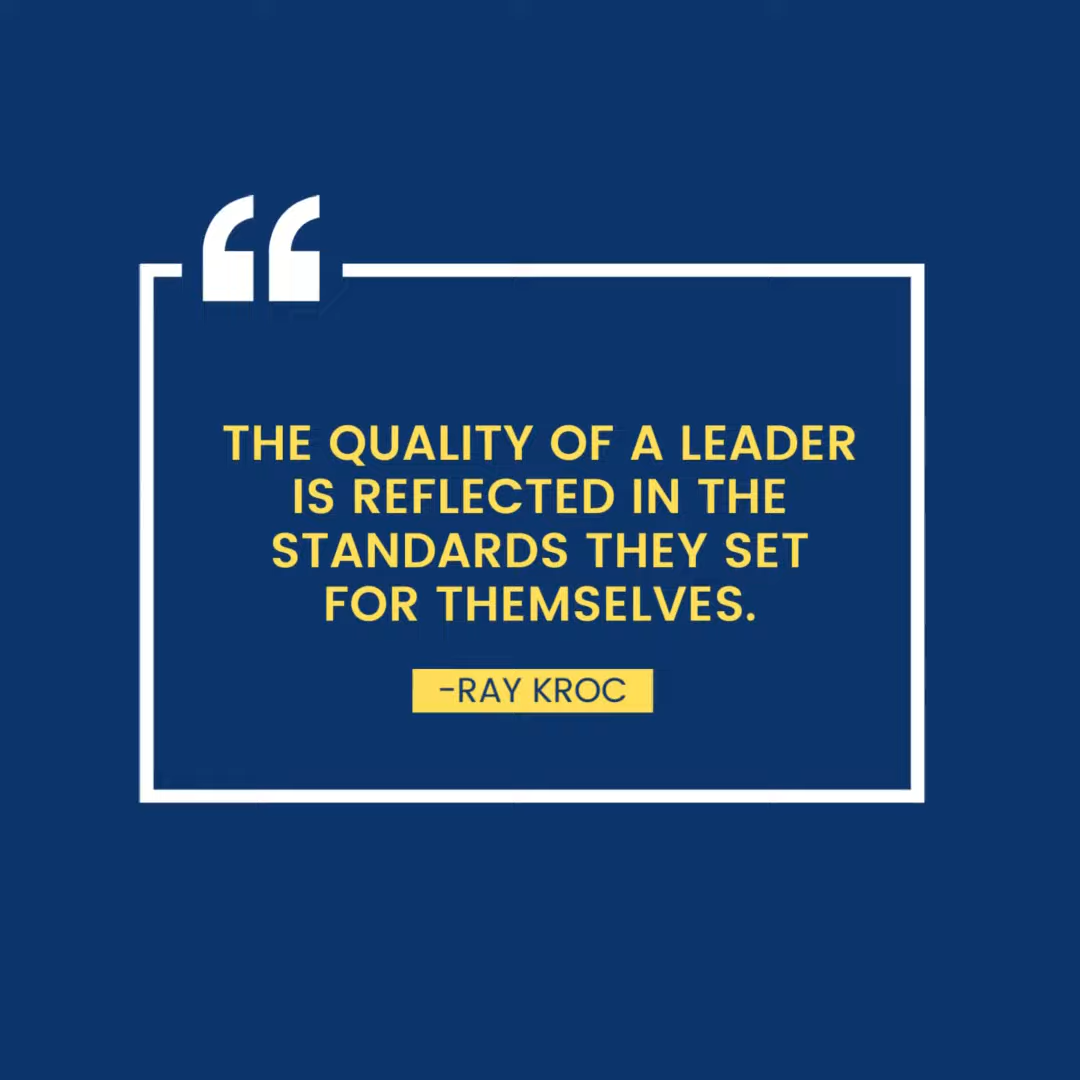 “
THE QUALITY OF A LEADER
IS REFLECTED IN THE
STANDARDS THEY SET
FOR THEMSELVES.
-RAY KROC